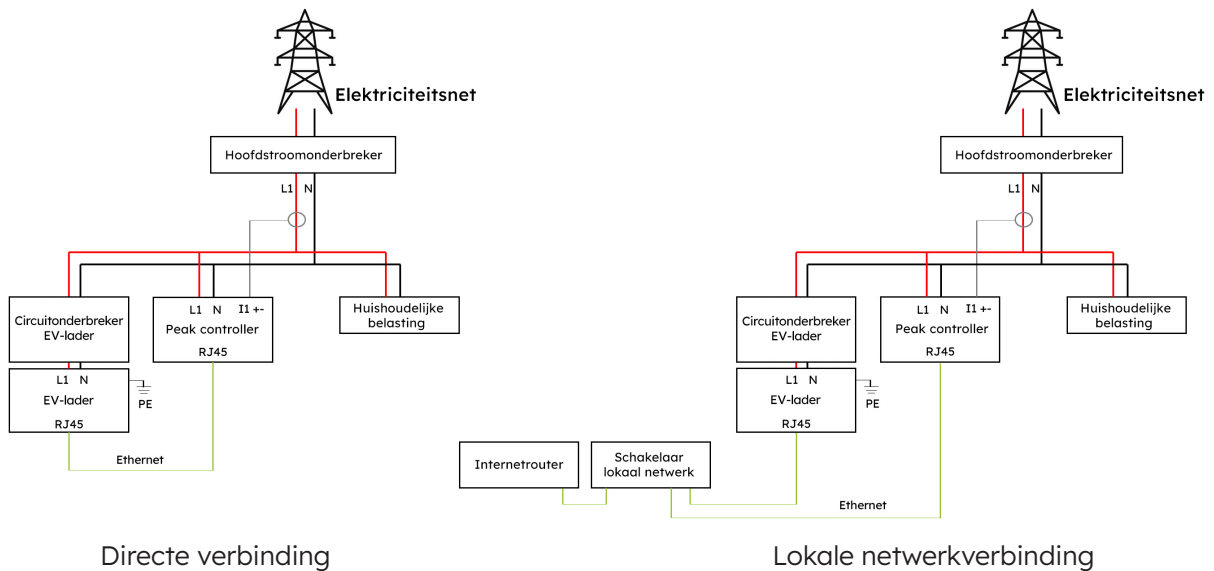 Elektriciteitsnet
Hoofdstroomonderbreker
L1 N
Circuitonderbreker
EV-lader
L1 N I1 +-
Peak controller
RJ45
Huishoudelijke
belasting
L1 N
EV-lader
RJ45
PE
Ethernet
Directe verbinding
Elektriciteitsnet
Hoofdstroomonderbreker
L1 N
Circuitonderbreker
EV-lader
L1 N I1 +-
Peak controller
RJ45
Huishoudelijke
belasting
L1 N
EV-lader
RJ45
PE
Internetrouter
Schakelaar
lokaal netwerk
Ethernet
Lokale netwerkverbinding